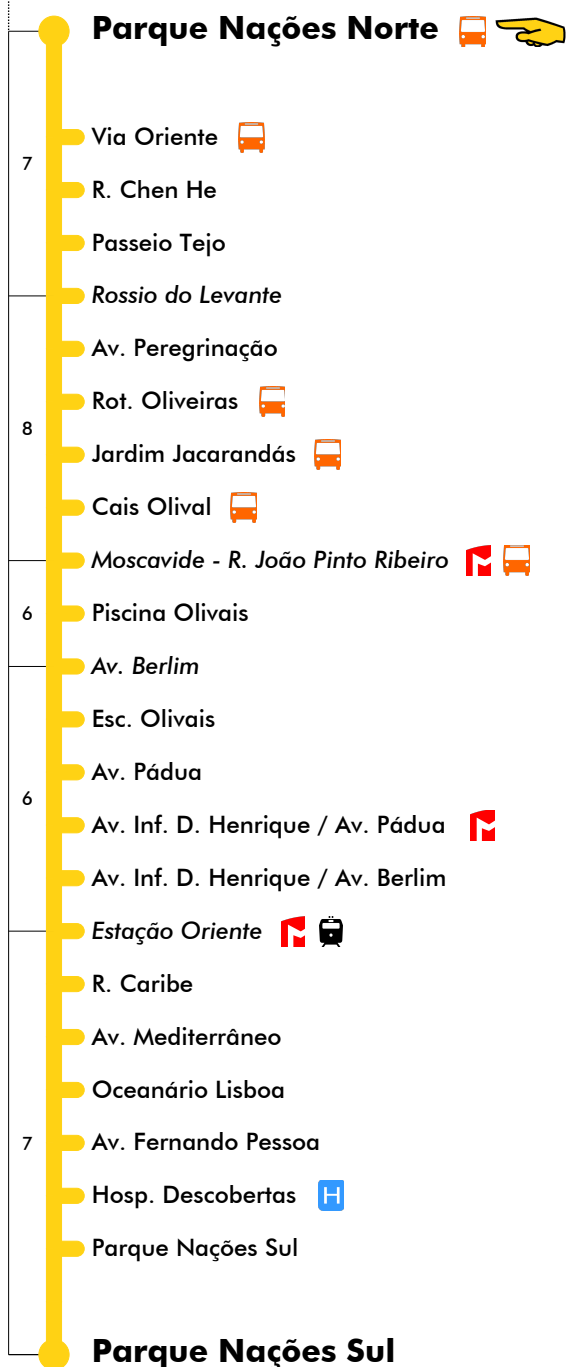 Parque Nações Norte
Via Oriente
7
R. Chen He
Passeio Tejo
Rossio do Levante
Av. Peregrinação
Rot. Oliveiras
8
Jardim Jacarandás
Cais Olival
Moscavide - R. João Pinto Ribeiro
6 Piscina Olivais
Av. Berlim
Esc. Olivais
Av. Pádua
6
Av. Inf. D. Henrique / Av. Pádua
Av. Inf. D. Henrique / Av. Berlim
Estação Oriente
R. Caribe
Av. Mediterrâneo
Oceanário Lisboa
7 Av. Fernando Pessoa
Hosp. Descobertas H
Parque Nações Sul
Parque Nações Sul